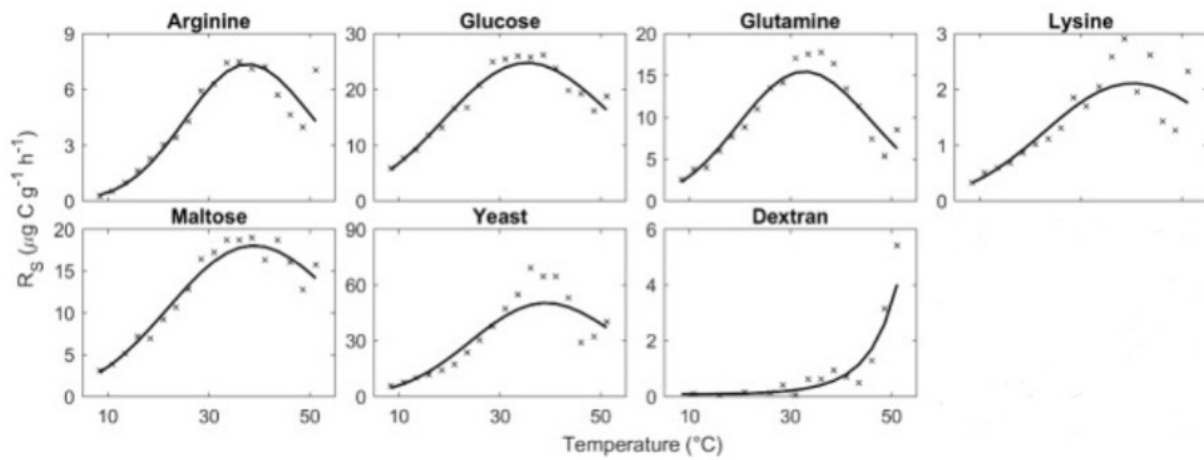 Arginine Glucose Glutamine Lysine
9 30 20 3
6 20 15 2
10
3 10 5 1
0 0 0 0
Maltose Yeast Dextran
20 90 6
15 60 4
10
5 30 2
0 0 0
10 30 50 10 30 50 10 30 50
R_S (µg C g⁻¹ h⁻¹)
Temperature (°C)